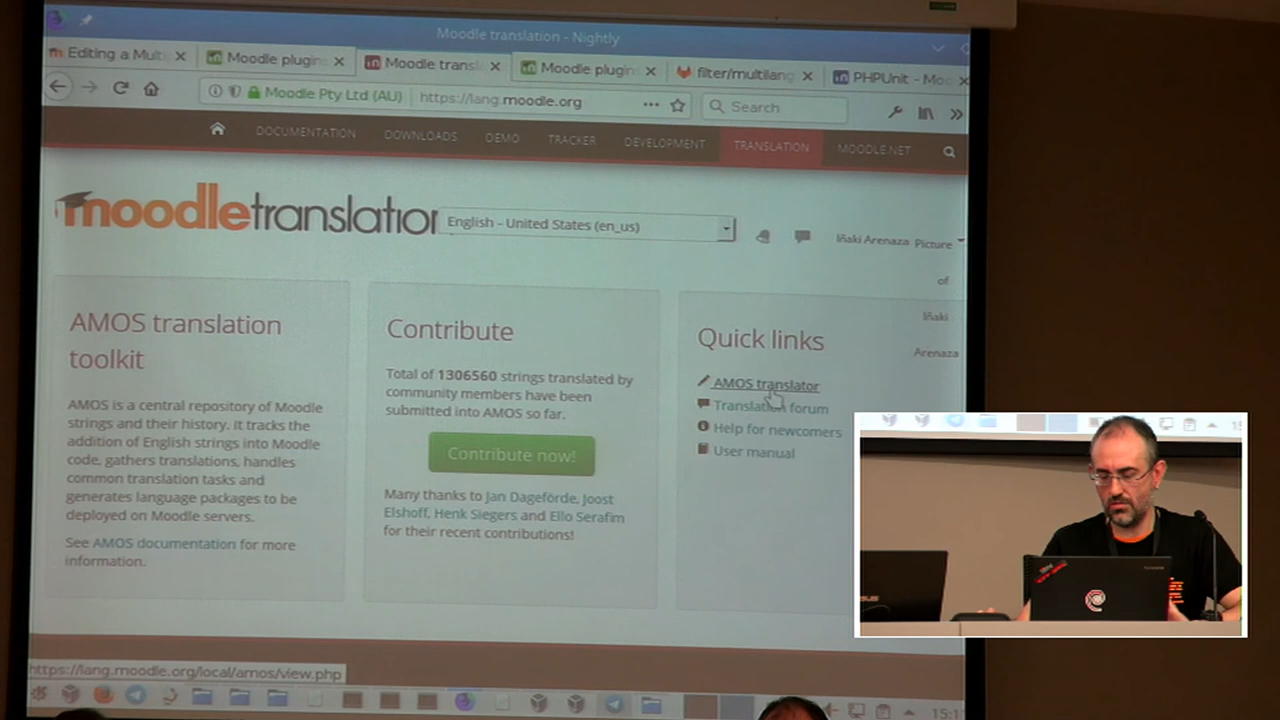 Moodle translation - Nightly
Editing a Mult
Moodle plugin
Moodle transl
Moodle plugin
filter/multilang
PHPUnit - Moo
Moodle Pty Ltd (AU)
https://lang.moodle.org
Search
DOCUMENTATION
DOWNLOADS
DEMO
TRACKER
DEVELOPMENT
TRANSLATION
MOODLE.NET
moodletranslation
English - United States (en_us)
Iñaki Arenaza Picture
of
Iñaki
Arenaza
AMOS translation
toolkit
AMOS is a central repository of Moodle
strings and their history. It tracks the
addition of English strings into Moodle
code, gathers translations, handles
common translation tasks and
generates language packages to be
deployed on Moodle servers.
See AMOS documentation for more
information.
Contribute
Total of 1306560 strings translated by
community members have been
submitted into AMOS so far.
Contribute now!
Many thanks to Jan Dageförde, Joost
Elshoff, Henk Siegers and Ello Serafim
for their recent contributions!
Quick links
AMOS translator
Translation forum
Help for newcomers
User manual
https://lang.moodle.org/local/amos/view.php